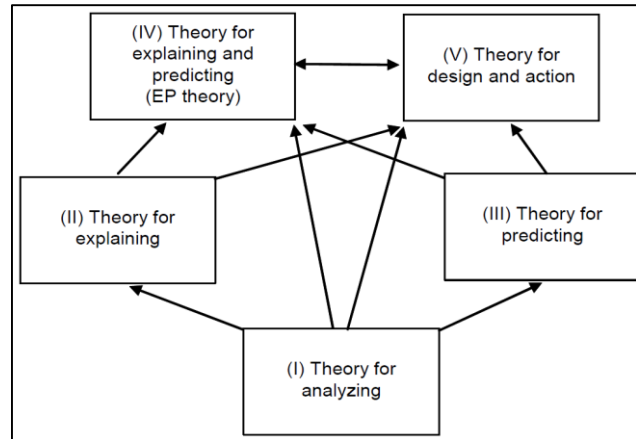 (IV) Theory for
explaining and
predicting
(EP theory)
(V) Theory for
design and action
(II) Theory for
explaining
(III) Theory for
predicting
(I) Theory for
analyzing